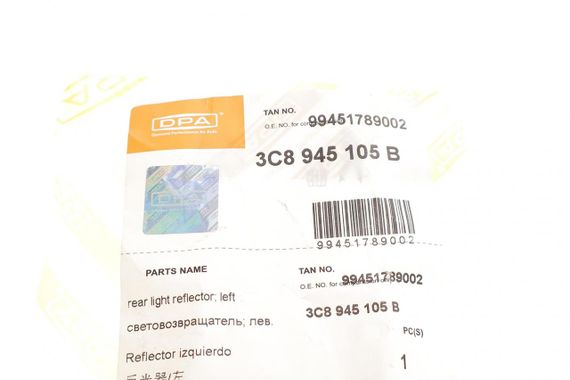 DPA
TAN NO.
99451789002
O.E. NO. for
3C8 945 105 B
DPA
99451789002
PARTS NAME
TAN NO.
99451789002
O.E. NO. for
3C8 945 105 B
rear light reflector; left
световозвращатель; лев.
PC(S)
Reflector izquierdo
1